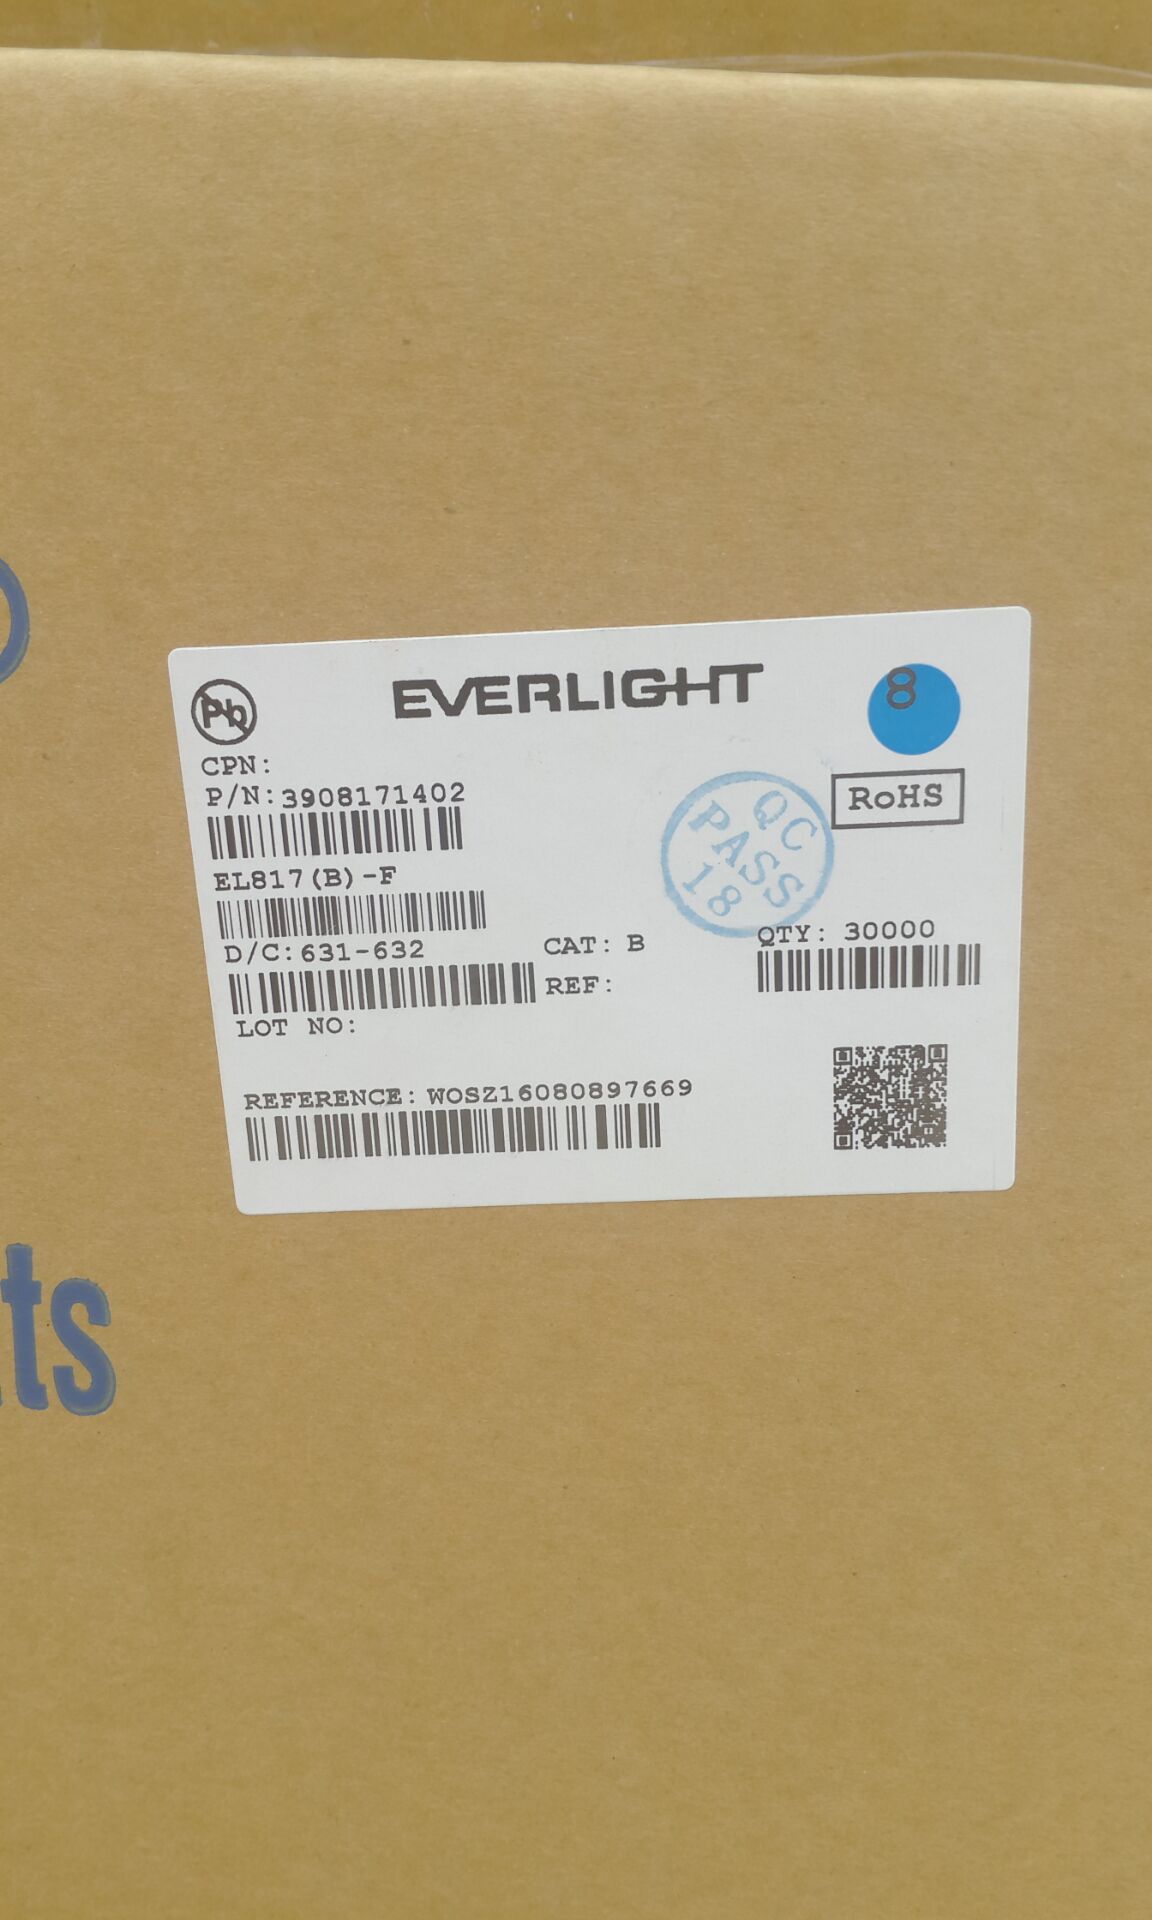 Pb
EVERLIGHT
8
CPN:
P/N:3908171402
RoHS
QC
PASS
18
EL817(B)-F
D/C:631-632
CAT: B
QTY: 30000
REF:
LOT NO:
REFERENCE: WOSZ16080897669
ts